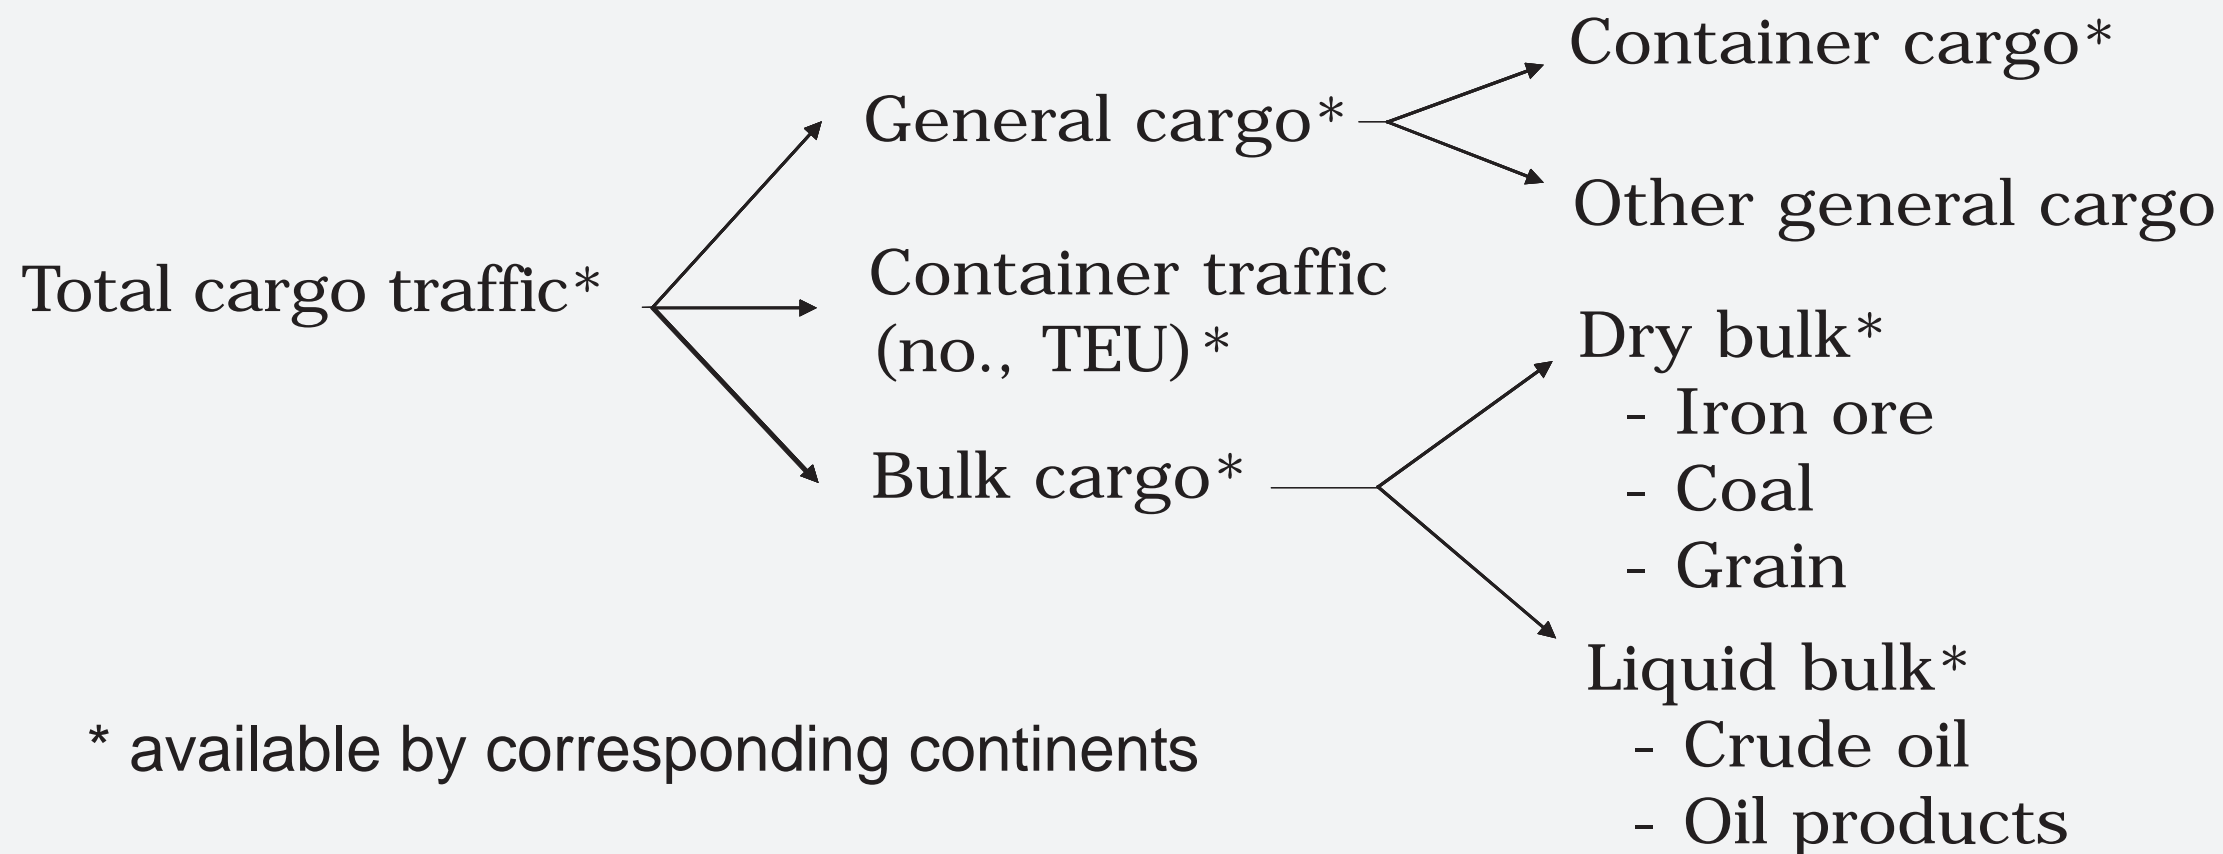 Total cargo traffic*
General cargo*
Container traffic
(no., TEU)*
Bulk cargo*
Container cargo*
Other general cargo
Dry bulk*
- Iron ore
- Coal
- Grain
Liquid bulk*
- Crude oil
- Oil products
* available by corresponding continents